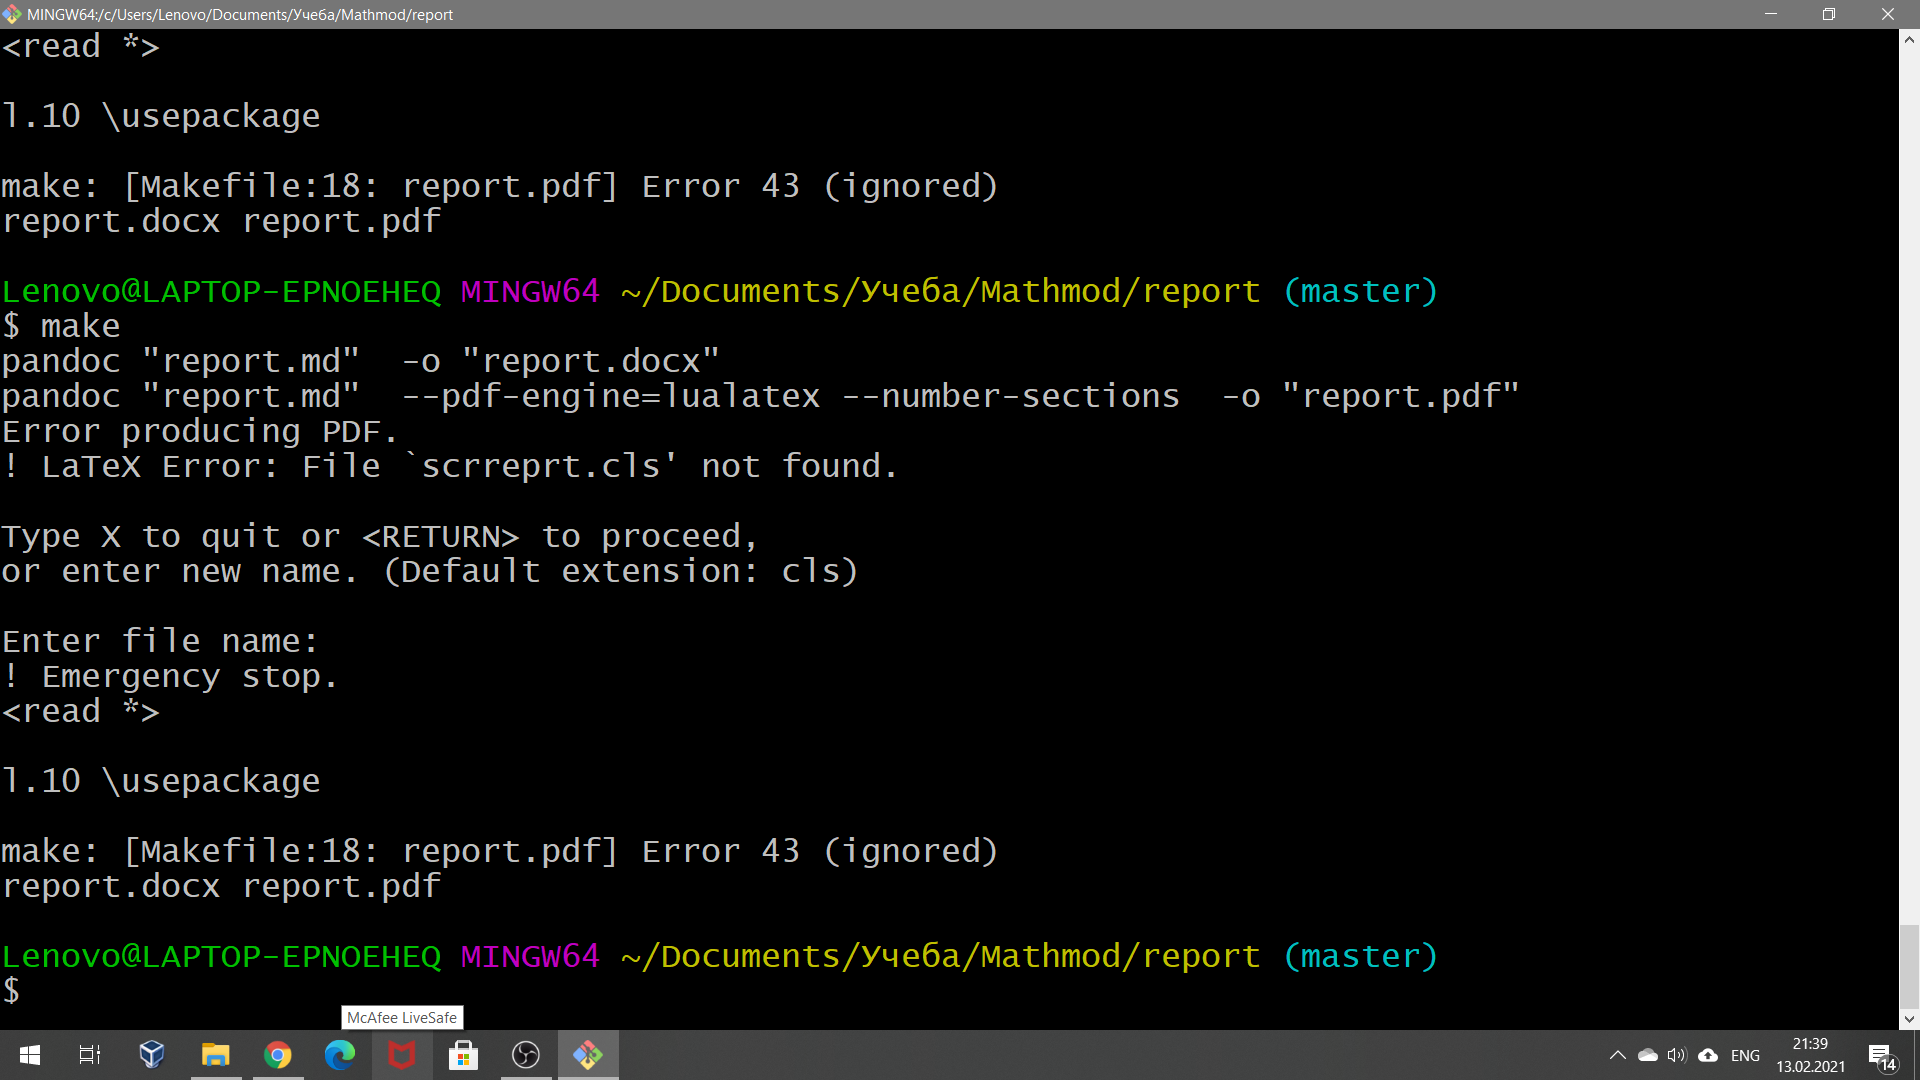 MINGW64:/c/Users/Lenovo/Documents/Учеба/Mathmod/report
<read *>
l.10 \usepackage
make: [Makefile:18: report.pdf] Error 43 (ignored)
report.docx report.pdf
Lenovo@LAPTOP-EPNOEHEQ MINGW64 ~/Documents/Учеба/Mathmod/report (master)
$ make
pandoc "report.md"  -o "report.docx"
pandoc "report.md"  --pdf-engine=lualatex --number-sections  -o "report.pdf"
Error producing PDF.
! LaTeX Error: File `scrreprt.cls' not found.
Type X to quit or <RETURN> to proceed,
or enter new name. (Default extension: cls)
Enter file name:
! Emergency stop.
<read *>
l.10 \usepackage
make: [Makefile:18: report.pdf] Error 43 (ignored)
report.docx report.pdf
Lenovo@LAPTOP-EPNOEHEQ MINGW64 ~/Documents/Учеба/Mathmod/report (master)
$
McAfee LiveSafe
ENG
21:39
13.02.2021
14